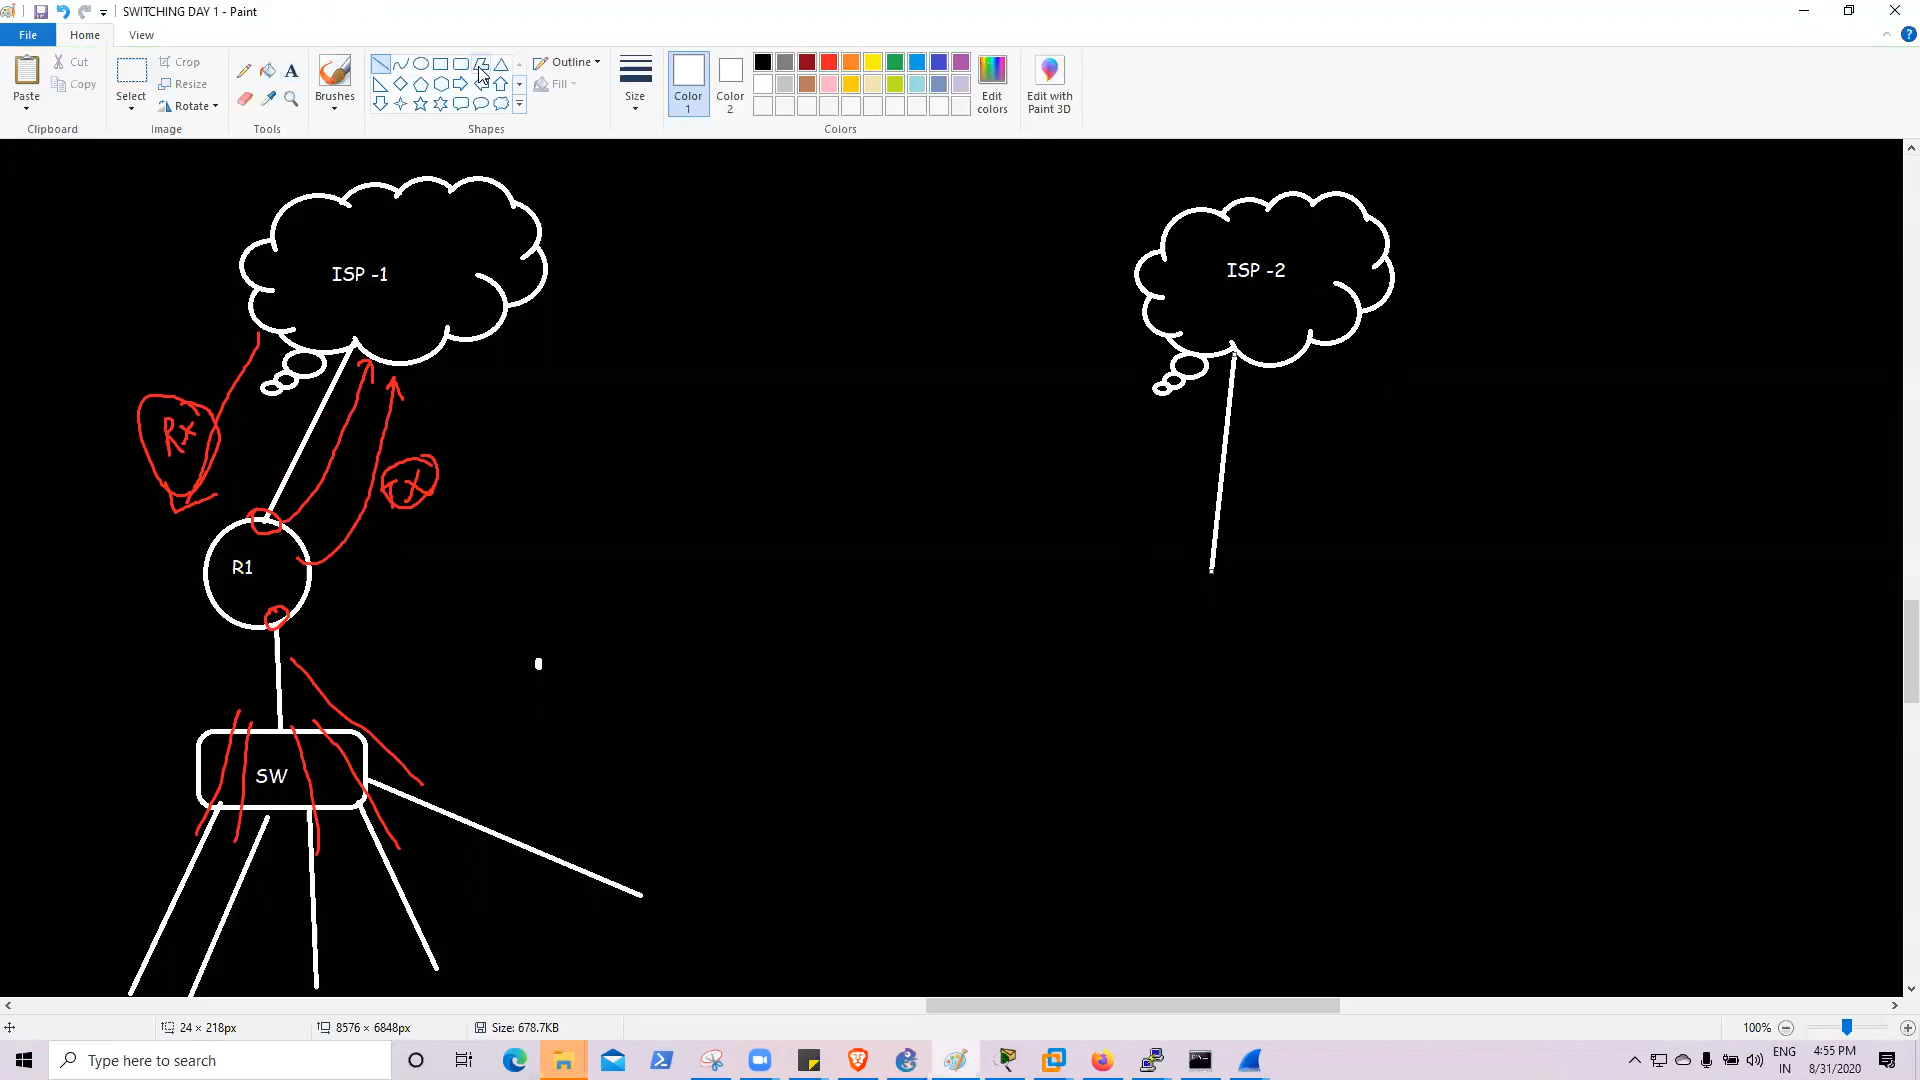 SWITCHING DAY 1 - Paint
File
Home
View
Paste
Cut
Copy
Clipboard
Select
Crop
Resize
Rotate
Image
Tools
Brushes
Shapes
Outline
Fill
Size
Color 1
Color 2
Edit colors
Colors
Edit with Paint 3D
ISP -1
ISP -2
Rx
TX
R1
SW
24 × 218px
8576 × 6848px
Size: 678.7KB
100%
Type here to search
ENG
IN
4:55 PM
8/31/2020